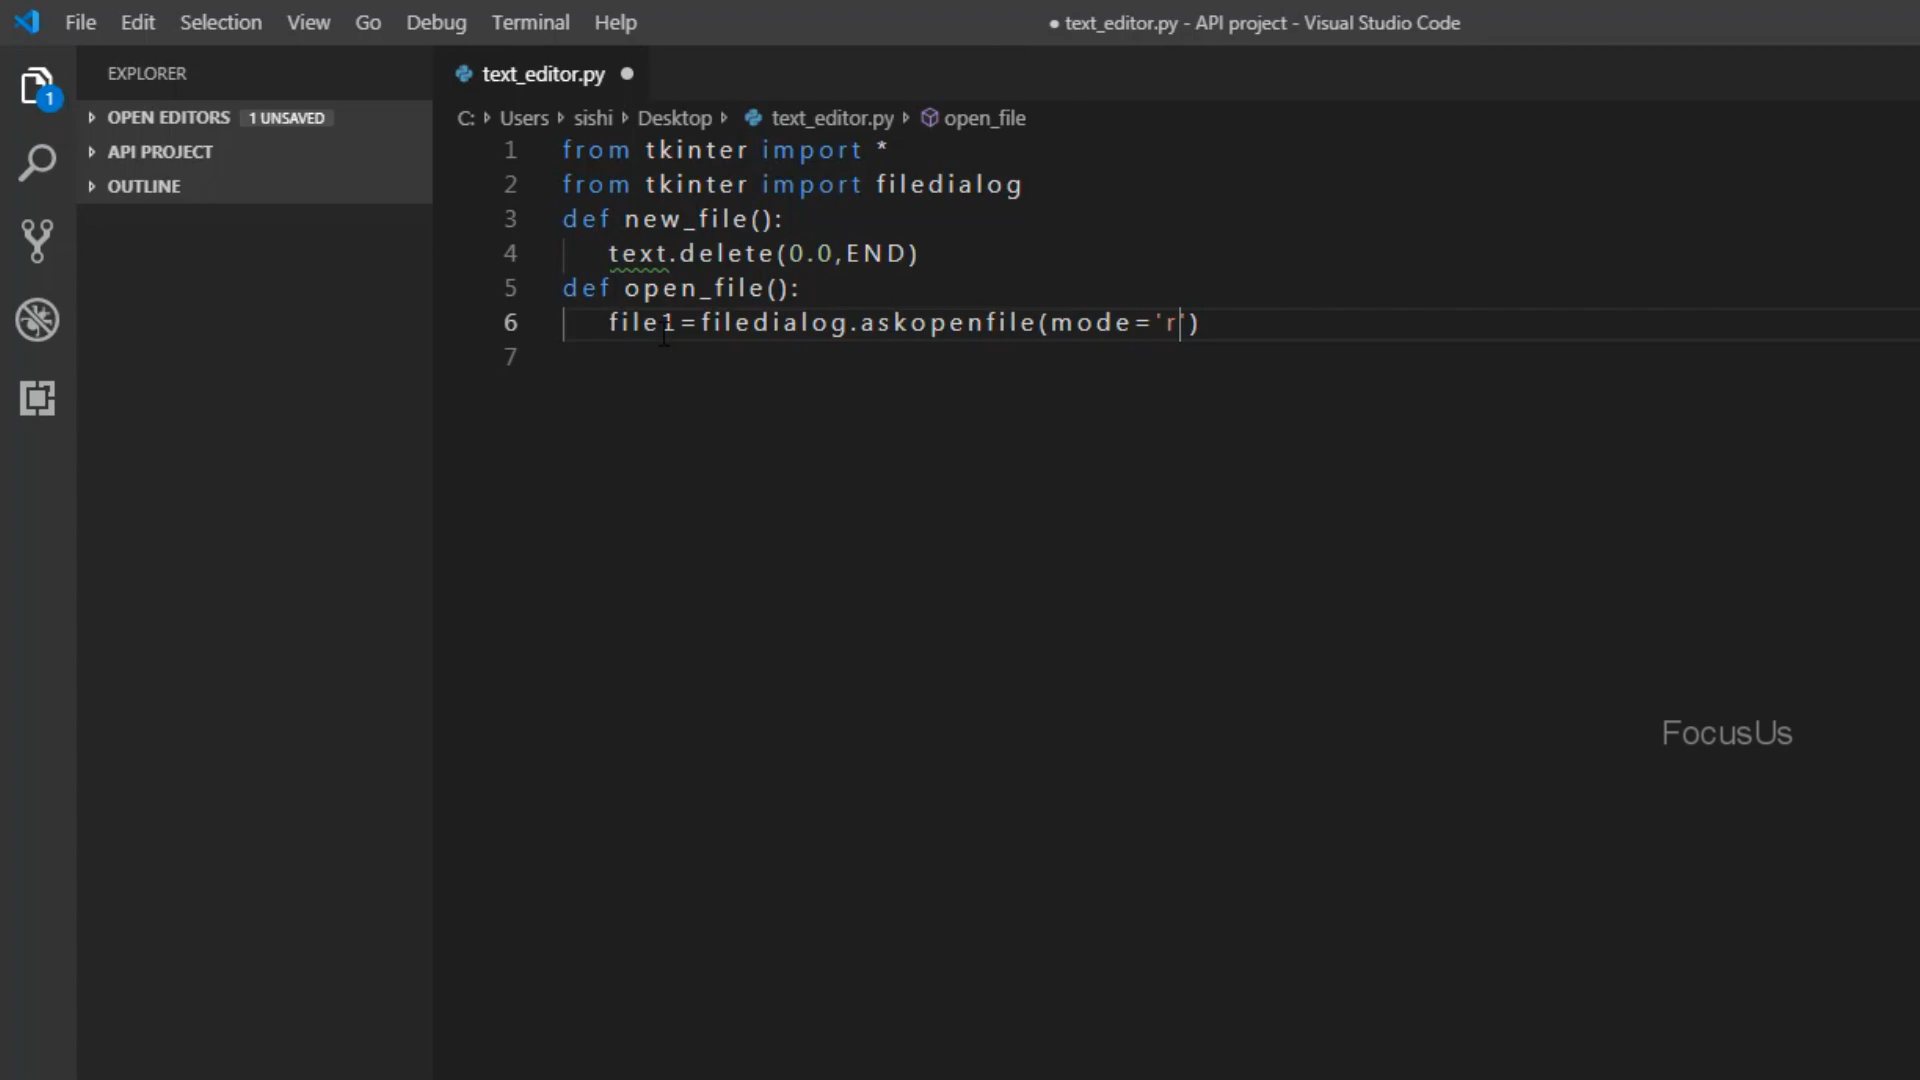 File Edit Selection View Go Debug Terminal Help
● text_editor.py - API project - Visual Studio Code
EXPLORER
1
OPEN EDITORS 1 UNSAVED
API PROJECT
OUTLINE
text_editor.py ●
C: Users sishi Desktop text_editor.py open_file
1 from tkinter import *
2 from tkinter import filedialog
3 def new_file():
4 text.delete(0.0,END)
5 def open_file():
6 file1=filedialog.askopenfile(mode='r')
7
FocusUs